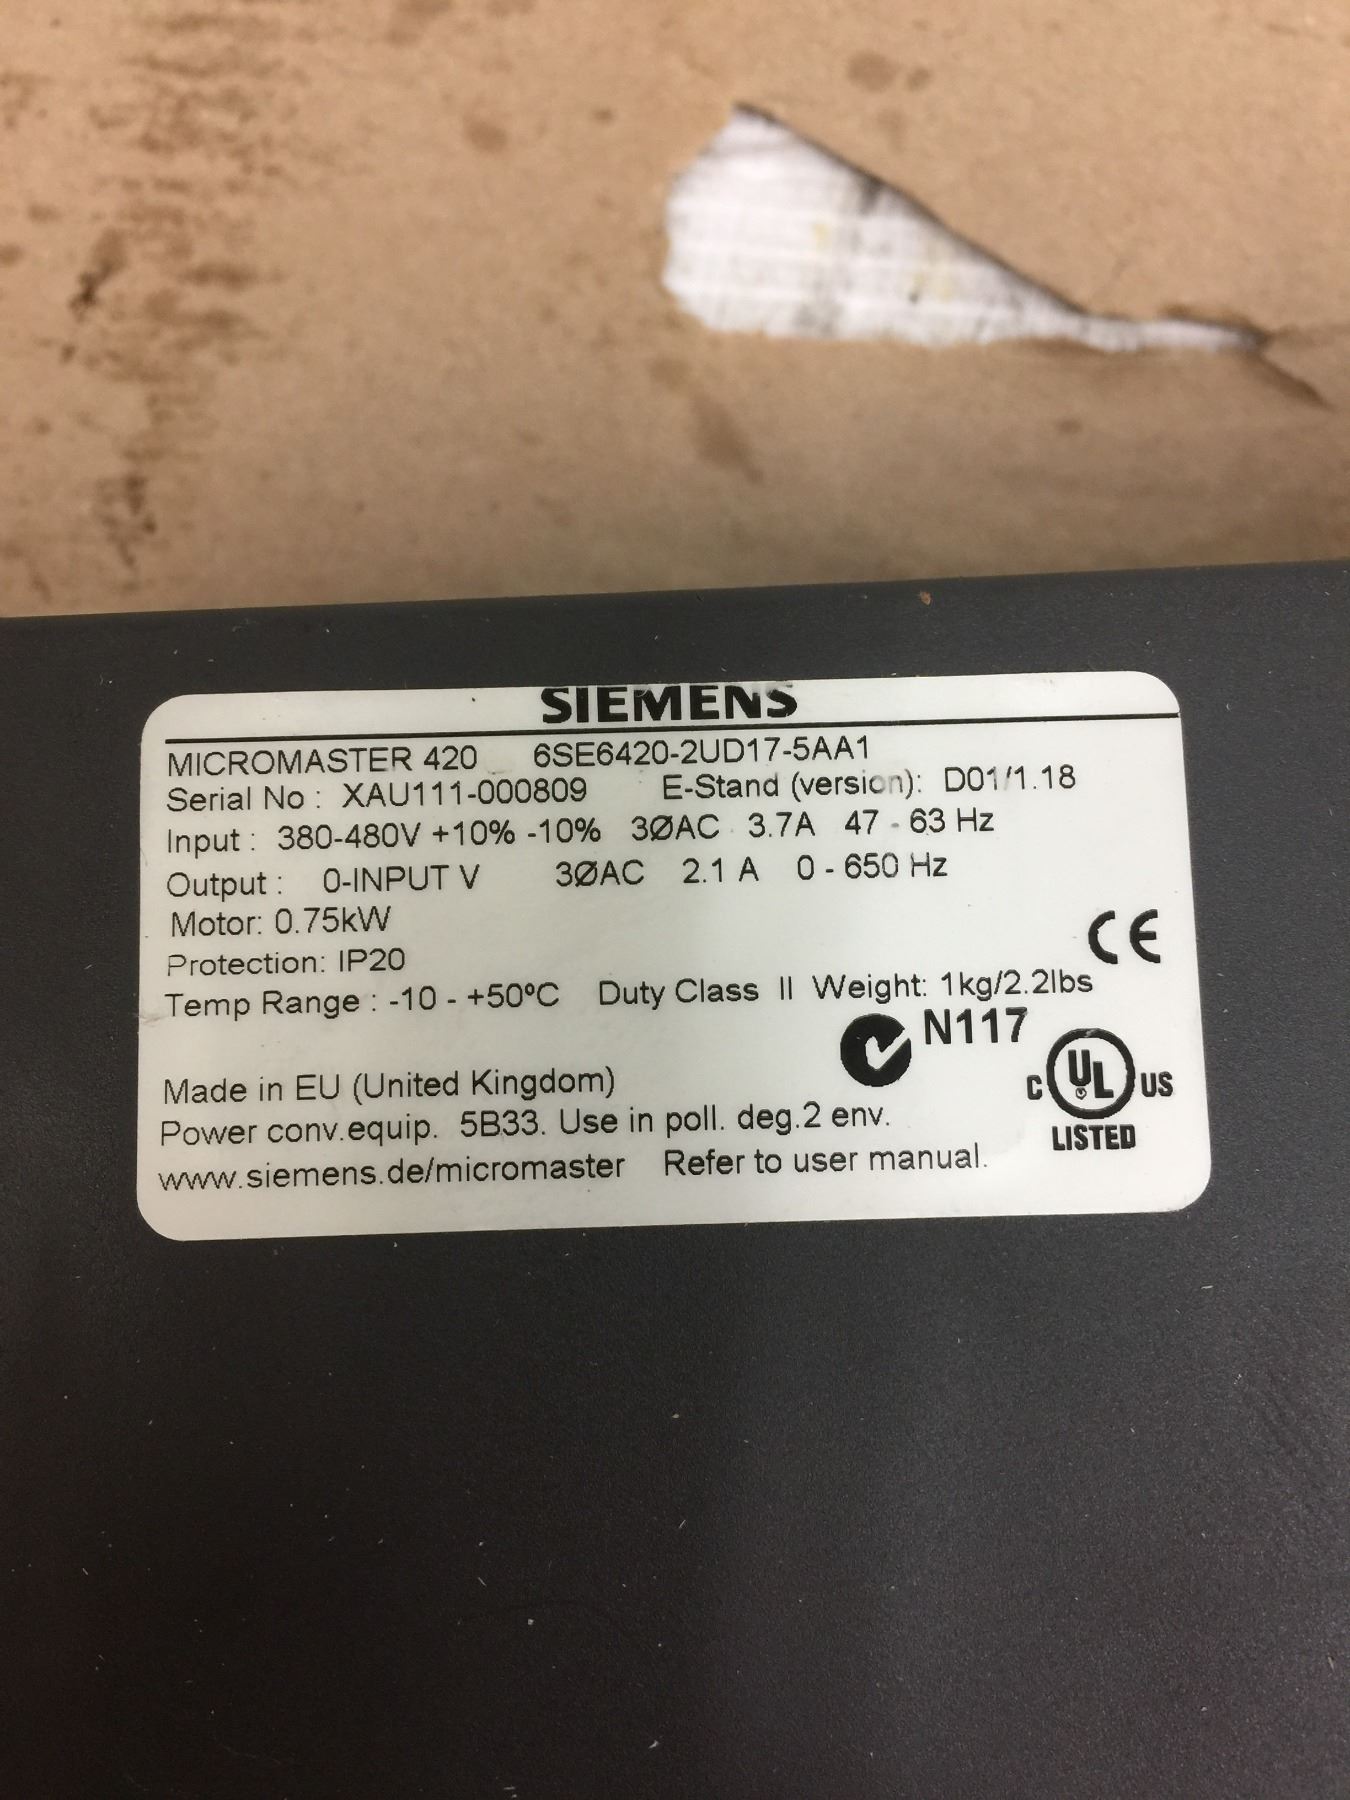 SIEMENS
MICROMASTER 420 6SE6420-2UD17-5AA1
Serial No : XAU111-000809 E-Stand (version): D01/1.18
Input : 380-480V +10% -10% 3ØAC 3.7A 47 - 63 Hz
Output : 0-INPUT V 3ØAC 2.1 A 0 - 650 Hz
Motor: 0.75kW
Protection: IP20
CE
Temp Range : -10 - +50ºC Duty Class II Weight: 1kg/2.2lbs
N117
Made in EU (United Kingdom)
C UL US
LISTED
Power conv.equip. 5B33. Use in poll. deg.2 env.
www.siemens.de/micromaster Refer to user manual.